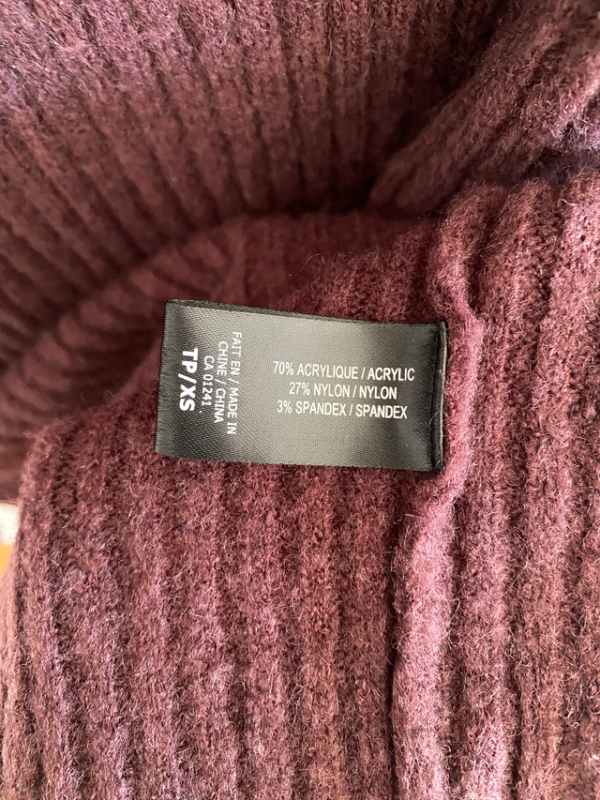 70% ACRYLIQUE / ACRYLIC
27% NYLON / NYLON
3% SPANDEX / SPANDEX
FAIT EN / MADE IN
CHINE / CHINA
CA 01241
TP/XS